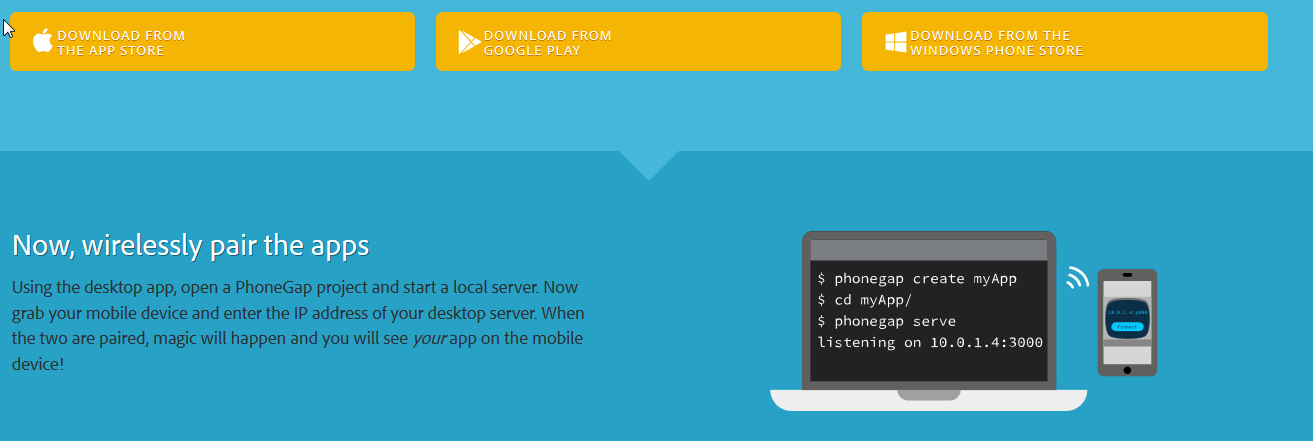 DOWNLOAD FROM
THE APP STORE
DOWNLOAD FROM
GOOGLE PLAY
DOWNLOAD FROM THE
WINDOWS PHONE STORE
Now, wirelessly pair the apps
Using the desktop app, open a PhoneGap project and start a local server. Now
grab your mobile device and enter the IP address of your desktop server. When
the two are paired, magic will happen and you will see your app on the mobile
device!
$ phonegap create myApp
$ cd myApp/
$ phonegap serve
listening on 10.0.1.4:3000
10.0.1.4:3000
Connect